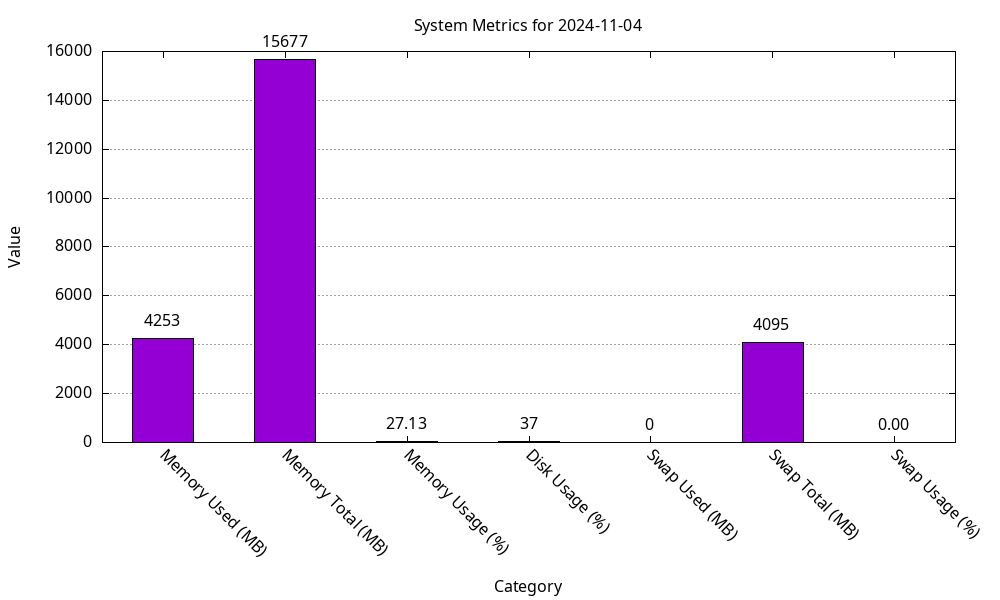 System Metrics for 2024-11-04
15677
16000
14000
12000
10000
8000
6000
4000
2000
0
Value
4253
27.13
37
0
4095
0.00
Memory Used (MB)
Memory Total (MB)
Memory Usage (%)
Disk Usage (%)
Swap Used (MB)
Swap Total (MB)
Swap Usage (%)
Category